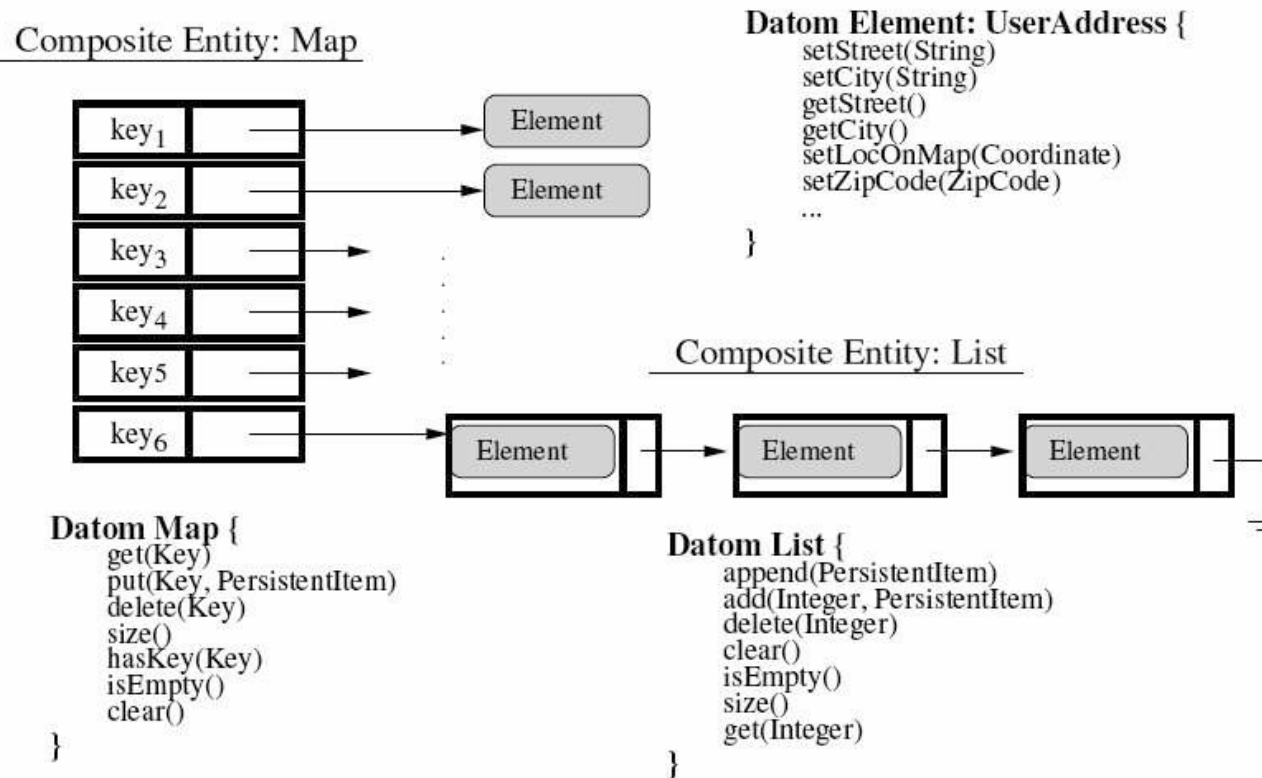 Composite Entity: Map
key1
Element
key2
Element
key3
key4
key5
key6
Datom Element: UserAddress {
setStreet(String)
setCity(String)
getStreet()
getCity()
setLocOnMap(Coordinate)
setZipCode(ZipCode)
...
}
Composite Entity: List
Element
Element
Element
Datom Map {
get(Key)
put(Key, PersistentItem)
delete(Key)
size()
hasKey(Key)
isEmpty()
clear()
}
Datom List {
append(PersistentItem)
add(Integer, PersistentItem)
delete(Integer)
clear()
isEmpty()
size()
get(Integer)
}